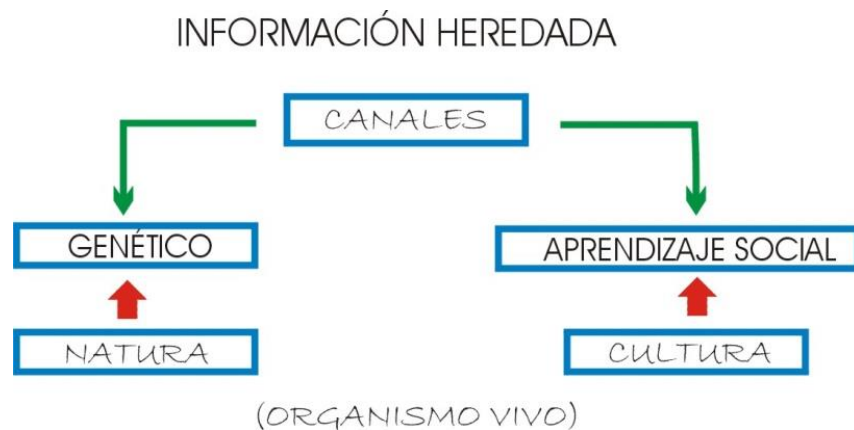 INFORMACIÓN HEREDADA
CANALES
GENÉTICO
APRENDIZAJE SOCIAL
NATURA
CULTURA
(ORGANISMO VIVO)